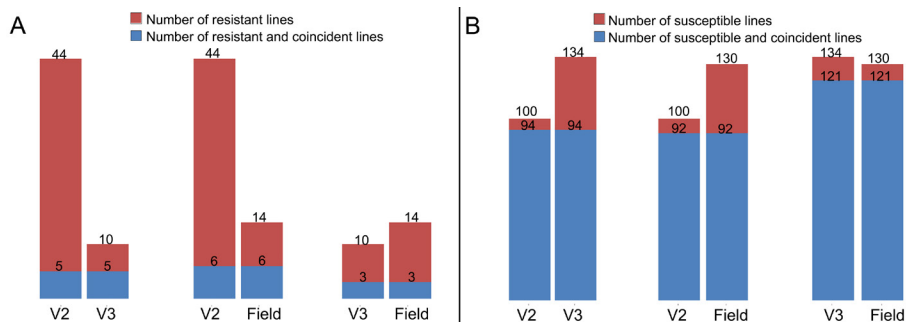 A
Number of resistant lines
Number of resistant and coincident lines
44
44
14
14
10
10
5 5
6 6
3 3
V2 V3
V2 Field
V3 Field
B
Number of susceptible lines
Number of susceptible and coincident lines
134
130
134
130
100
100
94 94
92 92
121 121
V2 V3
V2 Field
V3 Field